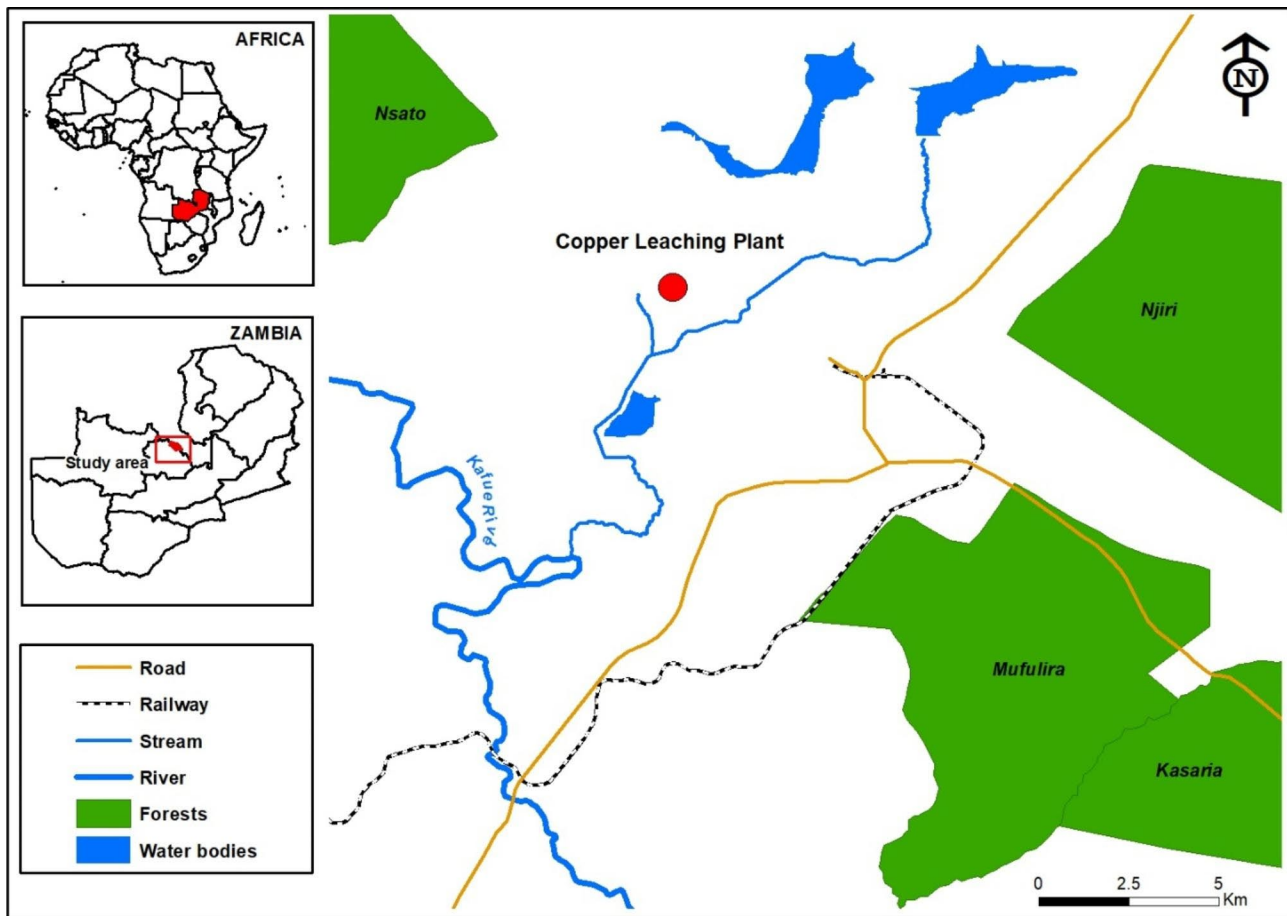 AFRICA
ZAMBIA
Study area
Road
Railway
Stream
River
Forests
Water bodies
Nsato
N
Copper Leaching Plant
Njiri
Kafue River
Mufulira
Kasaria
0 2.5 5
Km